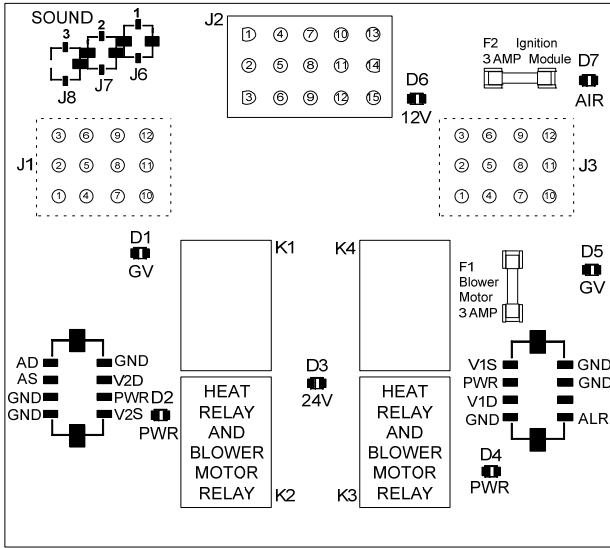 SOUND
3 2 1
J8 J7 J6
J2
1 4 7 10 13
2 5 8 11 14
3 6 9 12 15
D6
12V
F2 Ignition
3 AMP Module
D7
AIR
J1
3 6 9 12
2 5 8 11
1 4 7 10
J3
3 6 9 12
2 5 8 11
1 4 7 10
D1
GV
K1
K4
F1
Blower
Motor
3 AMP
D5
GV
AD GND
AS V2D
GND PWR
GND V2S
D2
PWR
HEAT
RELAY
AND
BLOWER
MOTOR
RELAY
K2
D3
24V
HEAT
RELAY
AND
BLOWER
MOTOR
RELAY
K3
V1S GND
PWR GND
V1D
GND ALR
D4
PWR